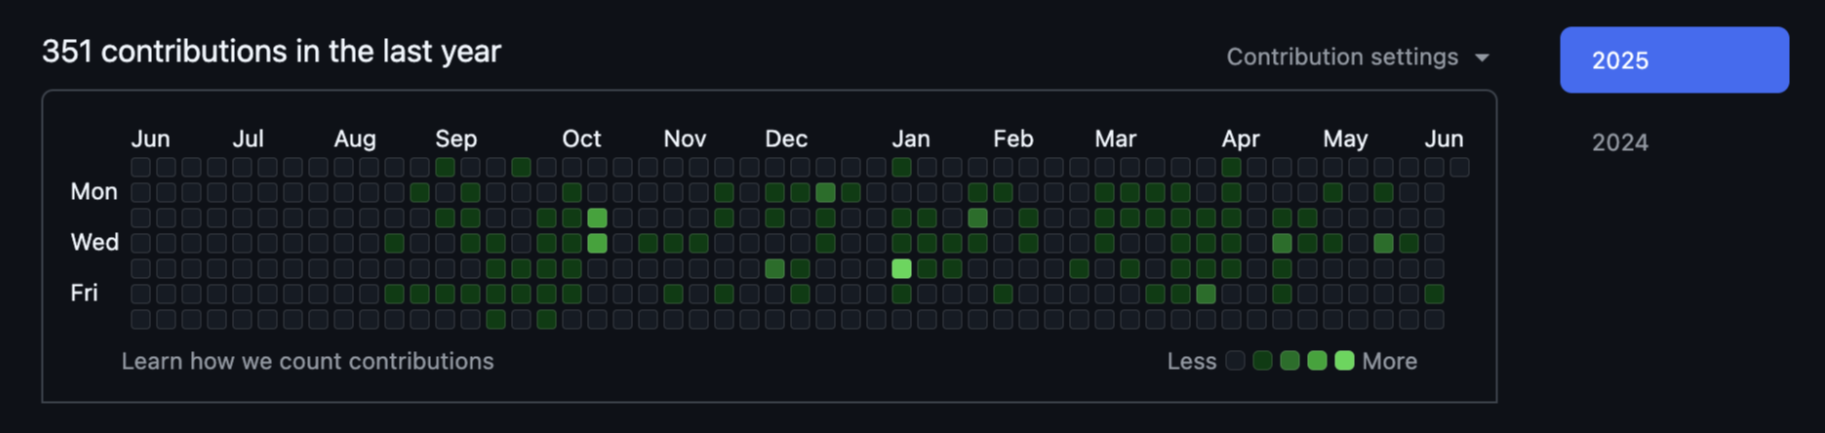 351 contributions in the last year
Contribution settings
2025
2024
Jun Jul Aug Sep Oct Nov Dec Jan Feb Mar Apr May Jun
Mon
Wed
Fri
Learn how we count contributions
Less More